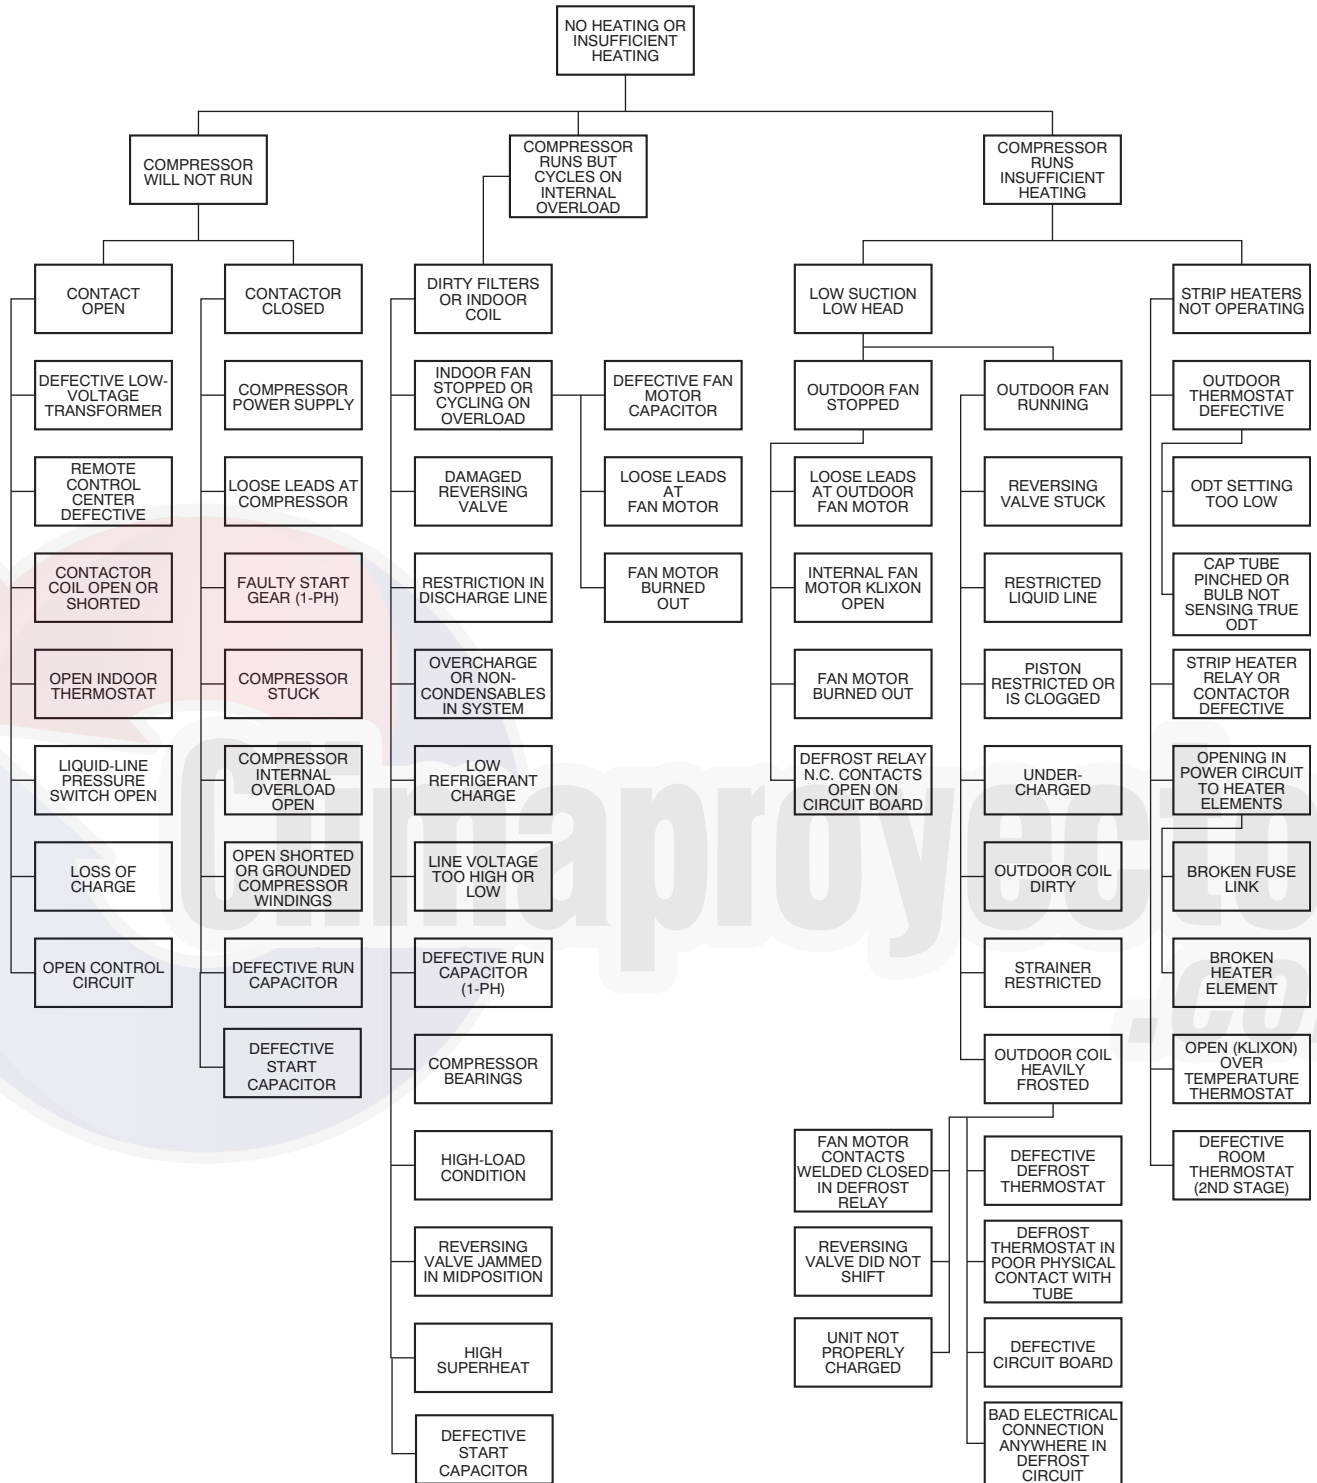 NO HEATING OR
INSUFFICIENT
HEATING
COMPRESSOR
WILL NOT RUN
COMPRESSOR
RUNS BUT
CYCLES ON
INTERNAL
OVERLOAD
COMPRESSOR
RUNS
INSUFFICIENT
HEATING
CONTACT
OPEN
DEFECTIVE LOW-
VOLTAGE
TRANSFORMER
REMOTE
CONTROL
CENTER
DEFECTIVE
CONTACTOR
COIL OPEN OR
SHORTED
OPEN INDOOR
THERMOSTAT
LIQUID-LINE
PRESSURE
SWITCH OPEN
LOSS OF
CHARGE
OPEN CONTROL
CIRCUIT
CONTACTOR
CLOSED
COMPRESSOR
POWER SUPPLY
LOOSE LEADS AT
COMPRESSOR
FAULTY START
GEAR (1-PH)
COMPRESSOR
STUCK
COMPRESSOR
INTERNAL
OVERLOAD
OPEN
OPEN SHORTED
OR GROUNDED
COMPRESSOR
WINDINGS
DEFECTIVE RUN
CAPACITOR
DEFECTIVE
START
CAPACITOR
DIRTY FILTERS
OR INDOOR
COIL
INDOOR FAN
STOPPED OR
CYCLING ON
OVERLOAD
DAMAGED
REVERSING
VALVE
RESTRICTION IN
DISCHARGE LINE
OVERCHARGE
OR NON-
CONDENSABLES
IN SYSTEM
LOW
REFRIGERANT
CHARGE
LINE VOLTAGE
TOO HIGH OR
LOW
DEFECTIVE RUN
CAPACITOR
(1-PH)
COMPRESSOR
BEARINGS
HIGH-LOAD
CONDITION
REVERSING
VALVE JAMMED
IN MIDPOSITION
HIGH
SUPERHEAT
DEFECTIVE
START
CAPACITOR
DEFECTIVE FAN
MOTOR
CAPACITOR
LOOSE LEADS
AT
FAN MOTOR
FAN MOTOR
BURNED
OUT
LOW SUCTION
LOW HEAD
OUTDOOR FAN
STOPPED
LOOSE LEADS
AT OUTDOOR
FAN MOTOR
INTERNAL FAN
MOTOR KLIXON
OPEN
FAN MOTOR
BURNED OUT
DEFROST RELAY
N.C. CONTACTS
OPEN ON
CIRCUIT BOARD
OUTDOOR FAN
RUNNING
REVERSING
VALVE STUCK
RESTRICTED
LIQUID LINE
PISTON
RESTRICTED OR
IS CLOGGED
UNDER-
CHARGED
OUTDOOR COIL
DIRTY
STRAINER
RESTRICTED
OUTDOOR COIL
HEAVILY
FROSTED
FAN MOTOR
CONTACTS
WELDED CLOSED
IN DEFROST
RELAY
REVERSING
VALVE DID NOT
SHIFT
UNIT NOT
PROPERLY
CHARGED
DEFECTIVE
DEFROST
THERMOSTAT
DEFROST
THERMOSTAT IN
POOR PHYSICAL
CONTACT WITH
TUBE
DEFECTIVE
CIRCUIT BOARD
BAD ELECTRICAL
CONNECTION
ANYWHERE IN
DEFROST
CIRCUIT
STRIP HEATERS
NOT OPERATING
OUTDOOR
THERMOSTAT
DEFECTIVE
ODT SETTING
TOO LOW
CAP TUBE
PINCHED OR
BULB NOT
SENSING TRUE
ODT
STRIP HEATER
RELAY OR
CONTACTOR
DEFECTIVE
OPENING IN
POWER CIRCUIT
TO HEATER
ELEMENTS
BROKEN FUSE
LINK
BROKEN
HEATER
ELEMENT
OPEN (KLIXON)
OVER
TEMPERATURE
THERMOSTAT
DEFECTIVE
ROOM
THERMOSTAT
(2ND STAGE)
Climaproyecto
.co